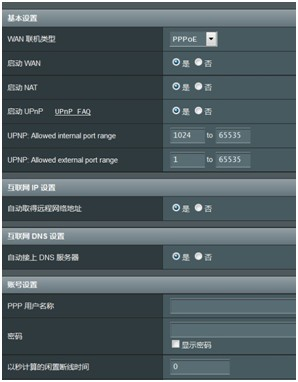 基本设置
WAN 联机类型 PPPoE
启动 WAN 是 否
启动 NAT 是 否
启动 UPnP UPnP FAQ 是 否
UPNP: Allowed internal port range 1024 to 65535
UPNP: Allowed external port range 1 to 65535
互联网 IP 设置
自动取得远程网络地址 是 否
互联网 DNS 设置
自动接上 DNS 服务器 是 否
账号设置
PPP 用户名称
密码
显示密码
以秒计算的闲置断线时间 0